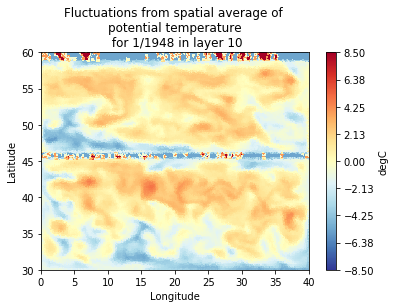 Fluctuations from spatial average of
potential temperature
for 1/1948 in layer 10
60
55
50
45
40
35
30
Latitude
0 5 10 15 20 25 30 35 40
Longitude
8.50
6.38
4.25
2.13
0.00
−2.13
−4.25
−6.38
−8.50
degC